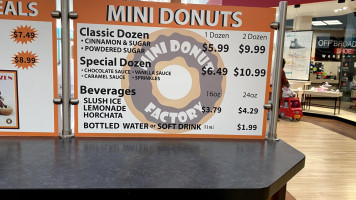 EALS
$7.49
$8.99
MINI DONUTS
1 Dozen 2 Dozen
Classic Dozen $5.99 $9.99
• CINNAMON & SUGAR
• POWDERED SUGAR
Special Dozen $6.49 $10.99
• CHOCOLATE SAUCE • VANILLA SAUCE
• CARAMEL SAUCE • SPRINKLES
MINI DONUT FACTORY
Beverages 16oz 24oz
SLUSH ICE
LEMONADE $3.79 $4.29
HORCHATA
BOTTLED WATER or SOFT DRINK $1.99
OFF BROADWAY
SHOE